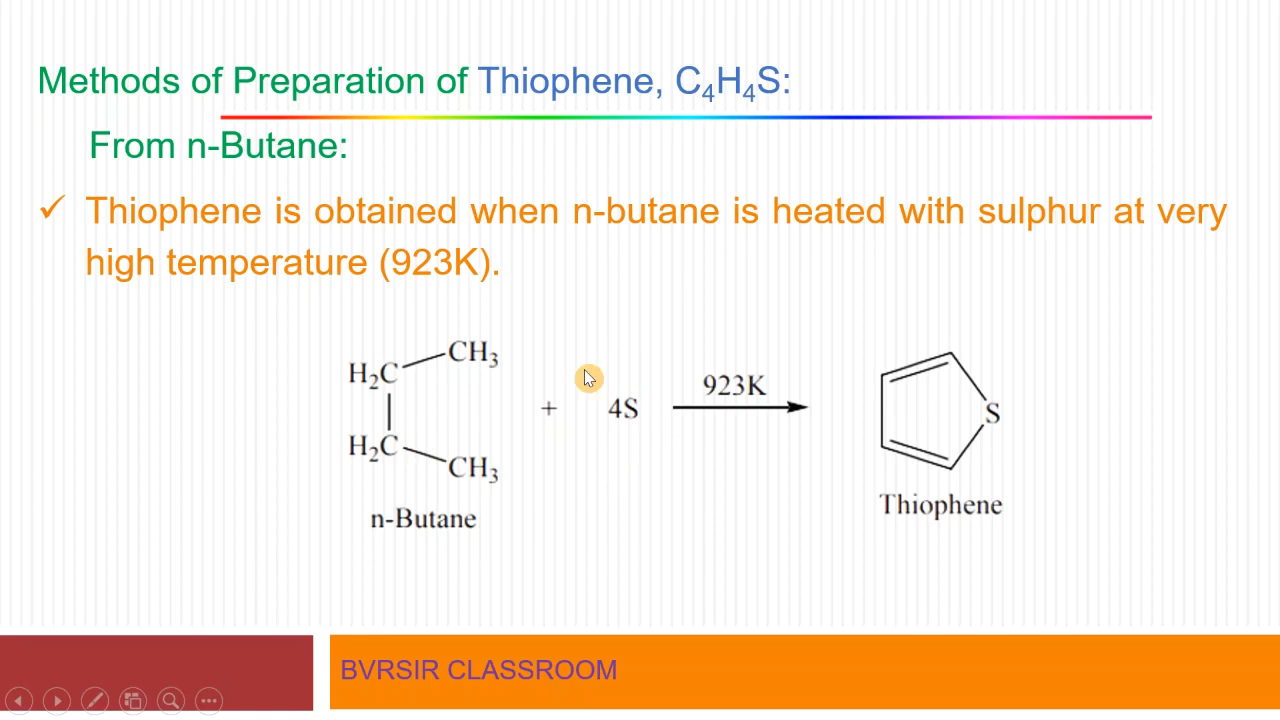 Methods of Preparation of Thiophene, C₄H₄S:
From n-Butane:
✓ Thiophene is obtained when n-butane is heated with sulphur at very
high temperature (923K).
CH₃
H₂C
+ 4S 923K S
H₂C
CH₃
n-Butane Thiophene
BVRSIR CLASSROOM